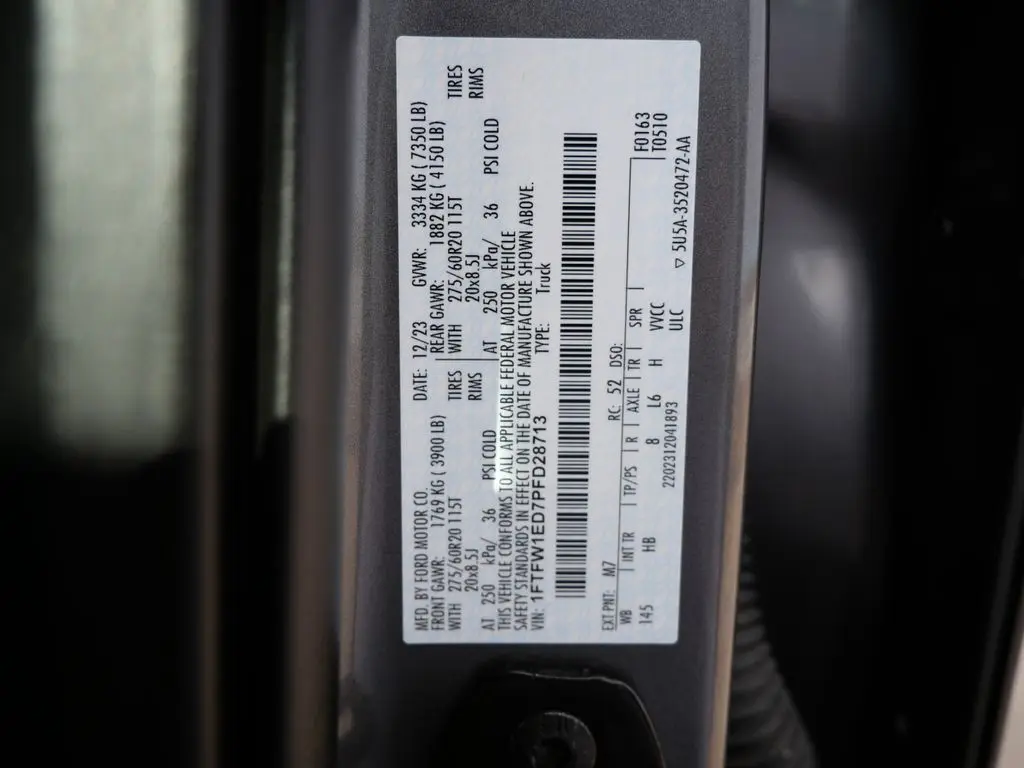 MFD. BY FORD MOTOR CO. DATE: 12/23 GVWR: 3334 KG ( 7350 LB)
FRONT GAWR: 1769 KG ( 3900 LB) REAR GAWR: 1882 KG ( 4150 LB)
WITH 275/60R20 115T TIRES WITH 275/60R20 115T TIRES
20x8.5J RIMS 20x8.5J RIMS
AT 250 kPa/ 36 PSI COLD AT 250 kPa/ 36 PSI COLD
THIS VEHICLE CONFORMS TO ALL APPLICABLE FEDERAL MOTOR VEHICLE
SAFETY STANDARDS IN EFFECT ON THE DATE OF MANUFACTURE SHOWN ABOVE.
VIN: 1FTFW1ED7PFD28713 TYPE: Truck
EXT PNT: M7 RC: 52 DSO: F0163
WB INT TR TP/PS R AXLE TR SPR T0510
145 HB 8 L6 H VVCC
ULC
2202312041893
▽ 5U5A-3520472-AA